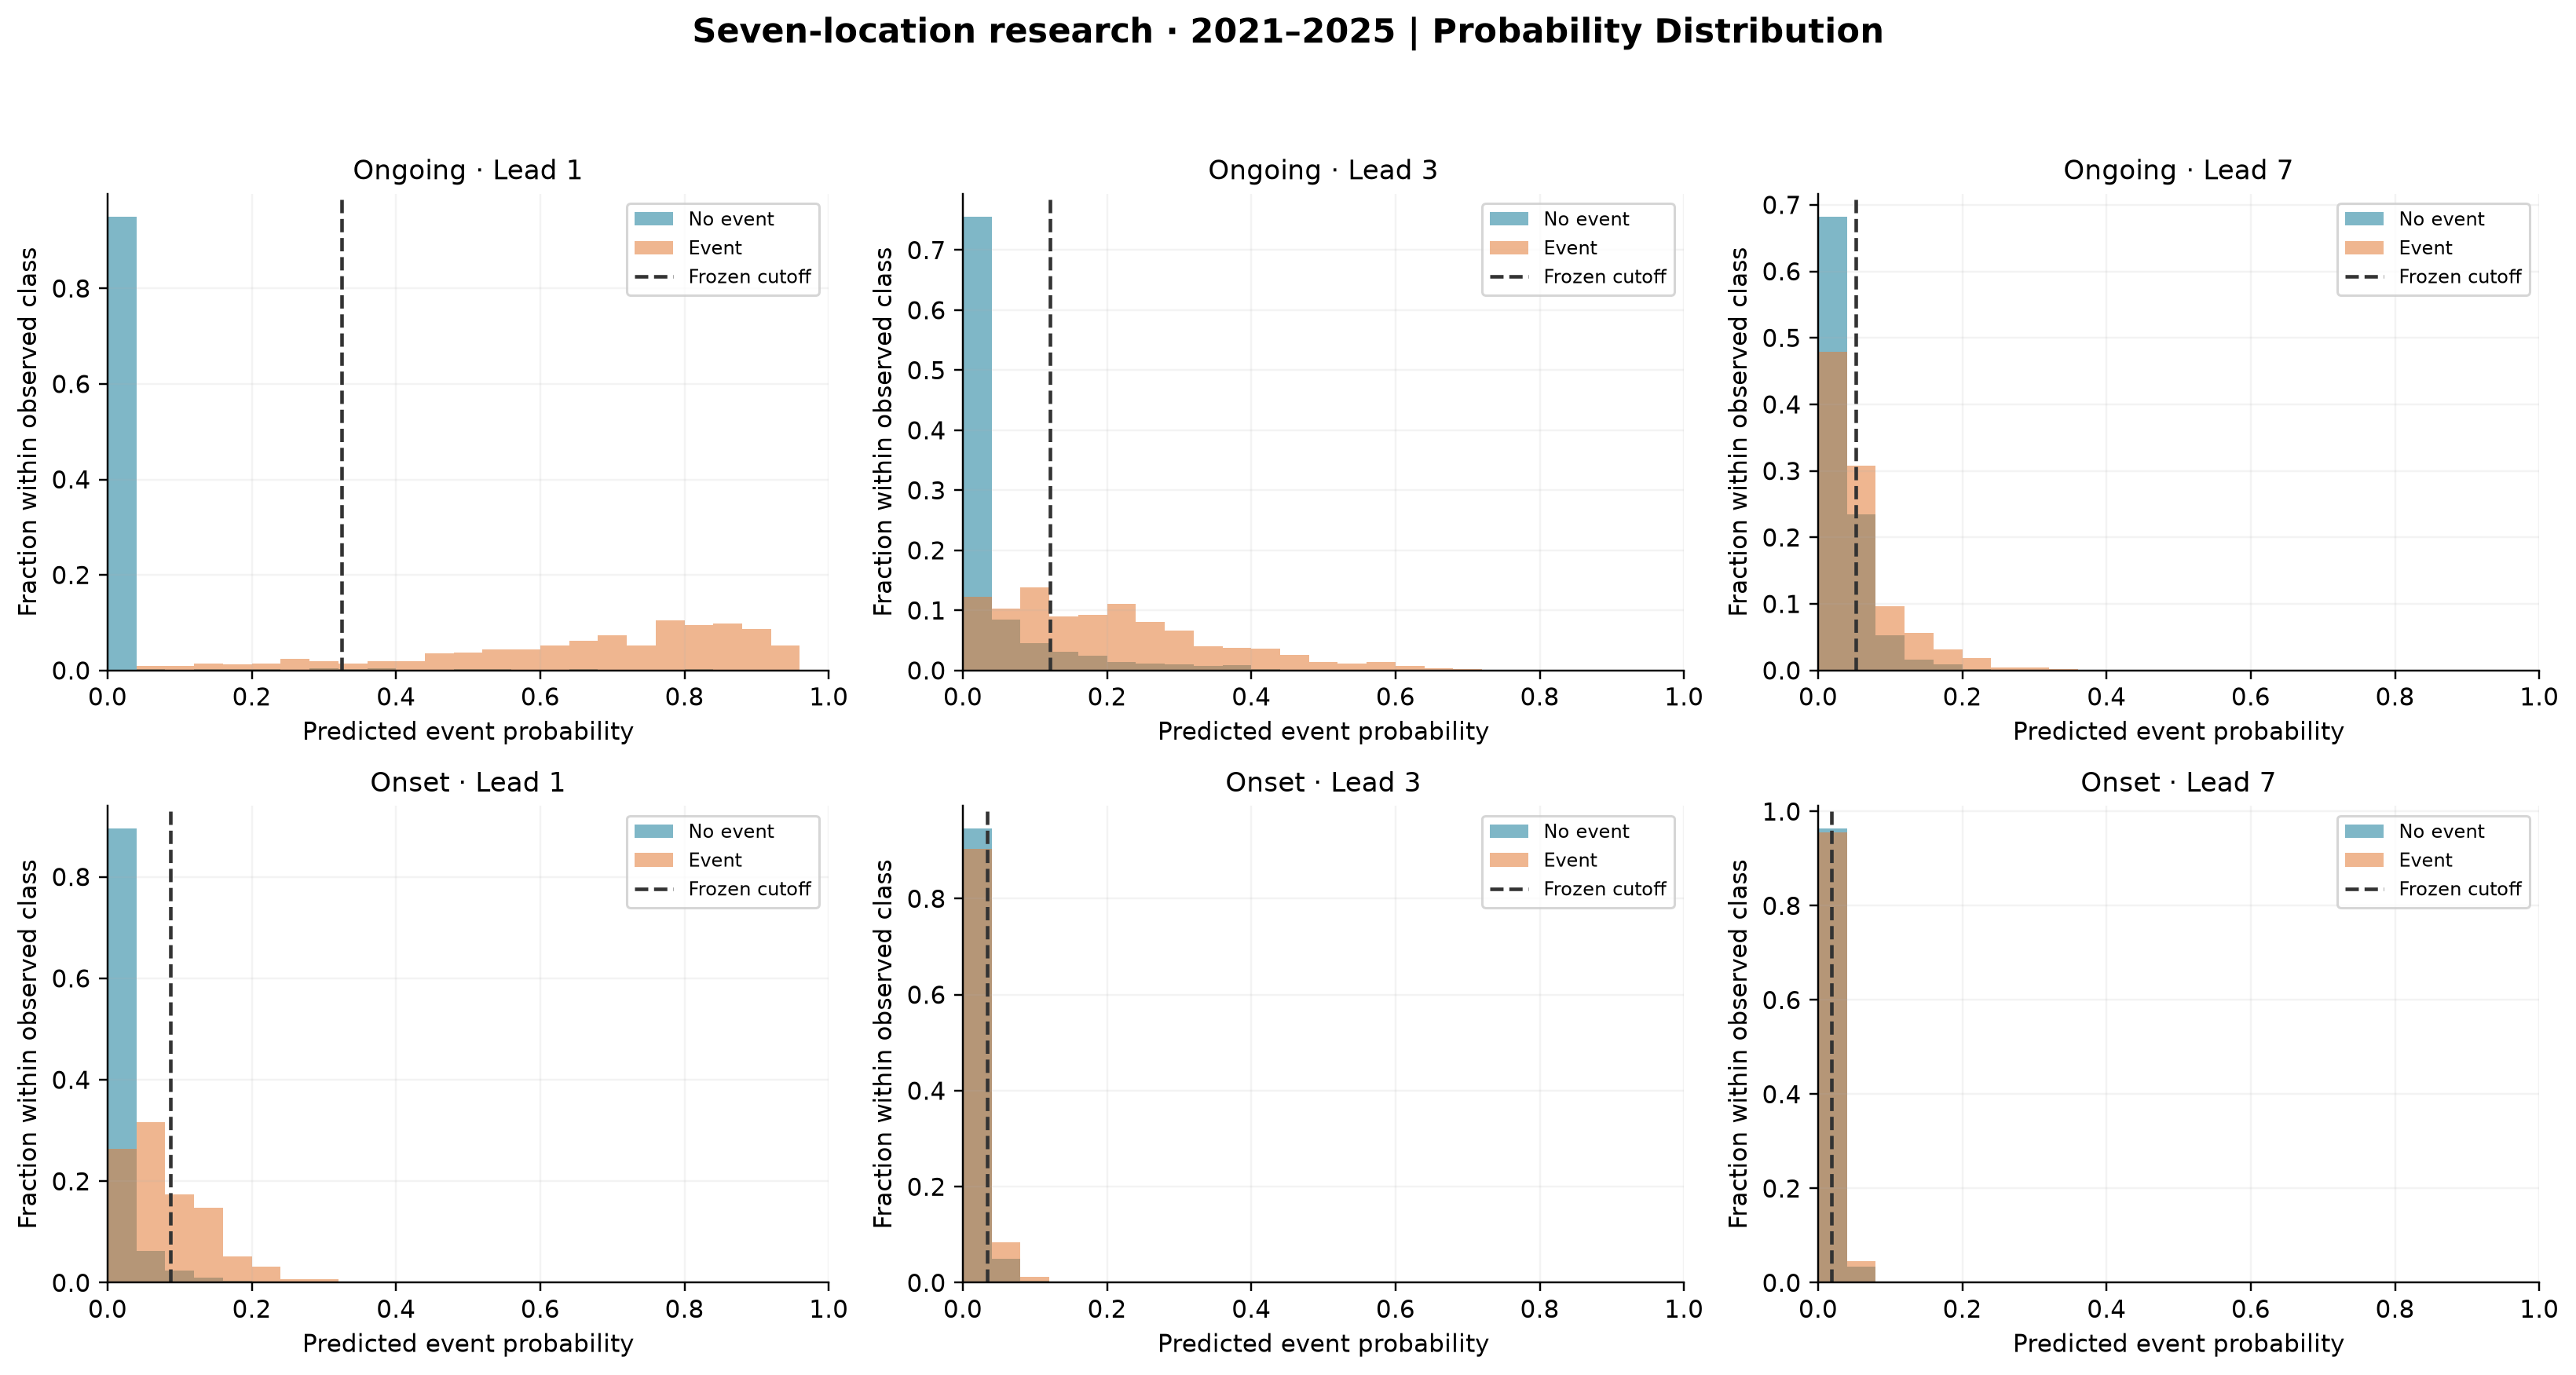 Seven-location research · 2021–2025 | Probability Distribution
Ongoing · Lead 1
Fraction within observed class
0.8
0.6
0.4
0.2
0.0
No event
Event
Frozen cutoff
0.0 0.2 0.4 0.6 0.8 1.0
Predicted event probability
Ongoing · Lead 3
Fraction within observed class
0.7
0.6
0.5
0.4
0.3
0.2
0.1
0.0
No event
Event
Frozen cutoff
0.0 0.2 0.4 0.6 0.8 1.0
Predicted event probability
Ongoing · Lead 7
Fraction within observed class
0.7
0.6
0.5
0.4
0.3
0.2
0.1
0.0
No event
Event
Frozen cutoff
0.0 0.2 0.4 0.6 0.8 1.0
Predicted event probability
Onset · Lead 1
Fraction within observed class
0.8
0.6
0.4
0.2
0.0
No event
Event
Frozen cutoff
0.0 0.2 0.4 0.6 0.8 1.0
Predicted event probability
Onset · Lead 3
Fraction within observed class
0.8
0.6
0.4
0.2
0.0
No event
Event
Frozen cutoff
0.0 0.2 0.4 0.6 0.8 1.0
Predicted event probability
Onset · Lead 7
Fraction within observed class
1.0
0.8
0.6
0.4
0.2
0.0
No event
Event
Frozen cutoff
0.0 0.2 0.4 0.6 0.8 1.0
Predicted event probability